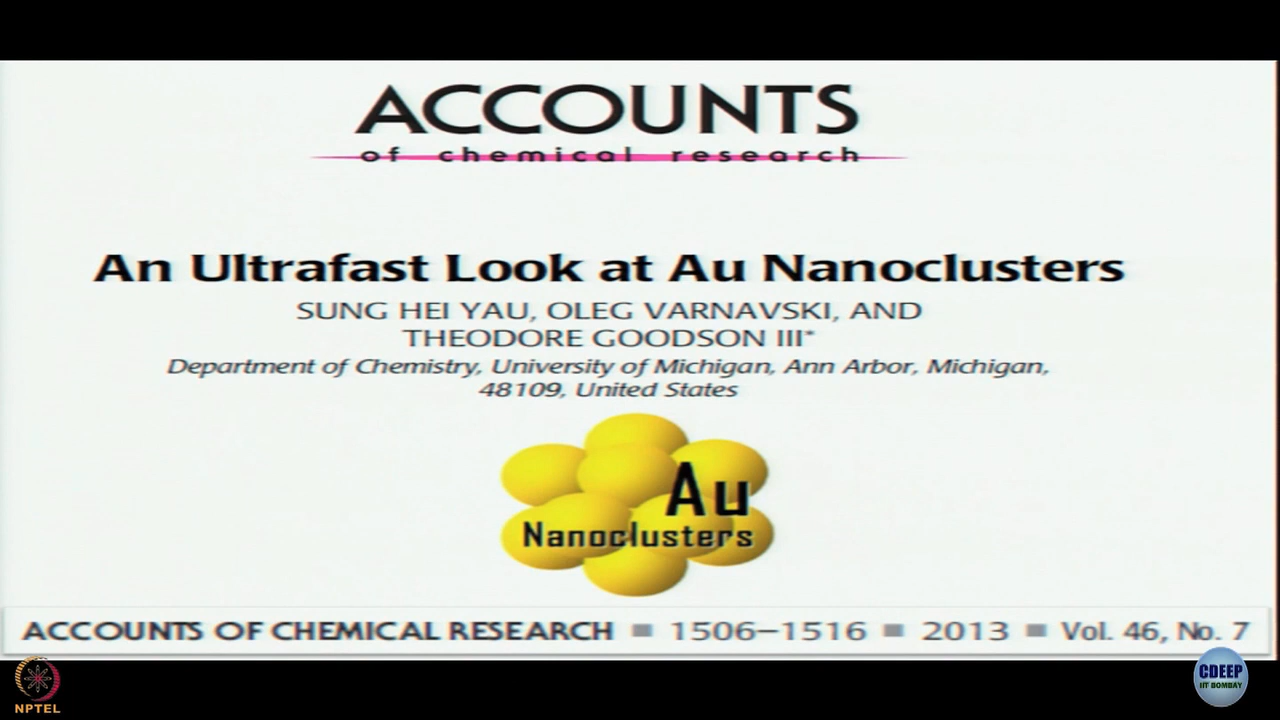 ACCOUNTS
of chemical research
An Ultrafast Look at Au Nanoclusters
SUNG HEI YAU, OLEG VARNAVSKI, AND
THEODORE GOODSON III*
Department of Chemistry, University of Michigan, Ann Arbor, Michigan,
48109, United States
Au
Nanoclusters
ACCOUNTS OF CHEMICAL RESEARCH ■ 1506–1516 ■ 2013 ■ Vol. 46, No. 7
NPTEL
CDEEP
IIT BOMBAY